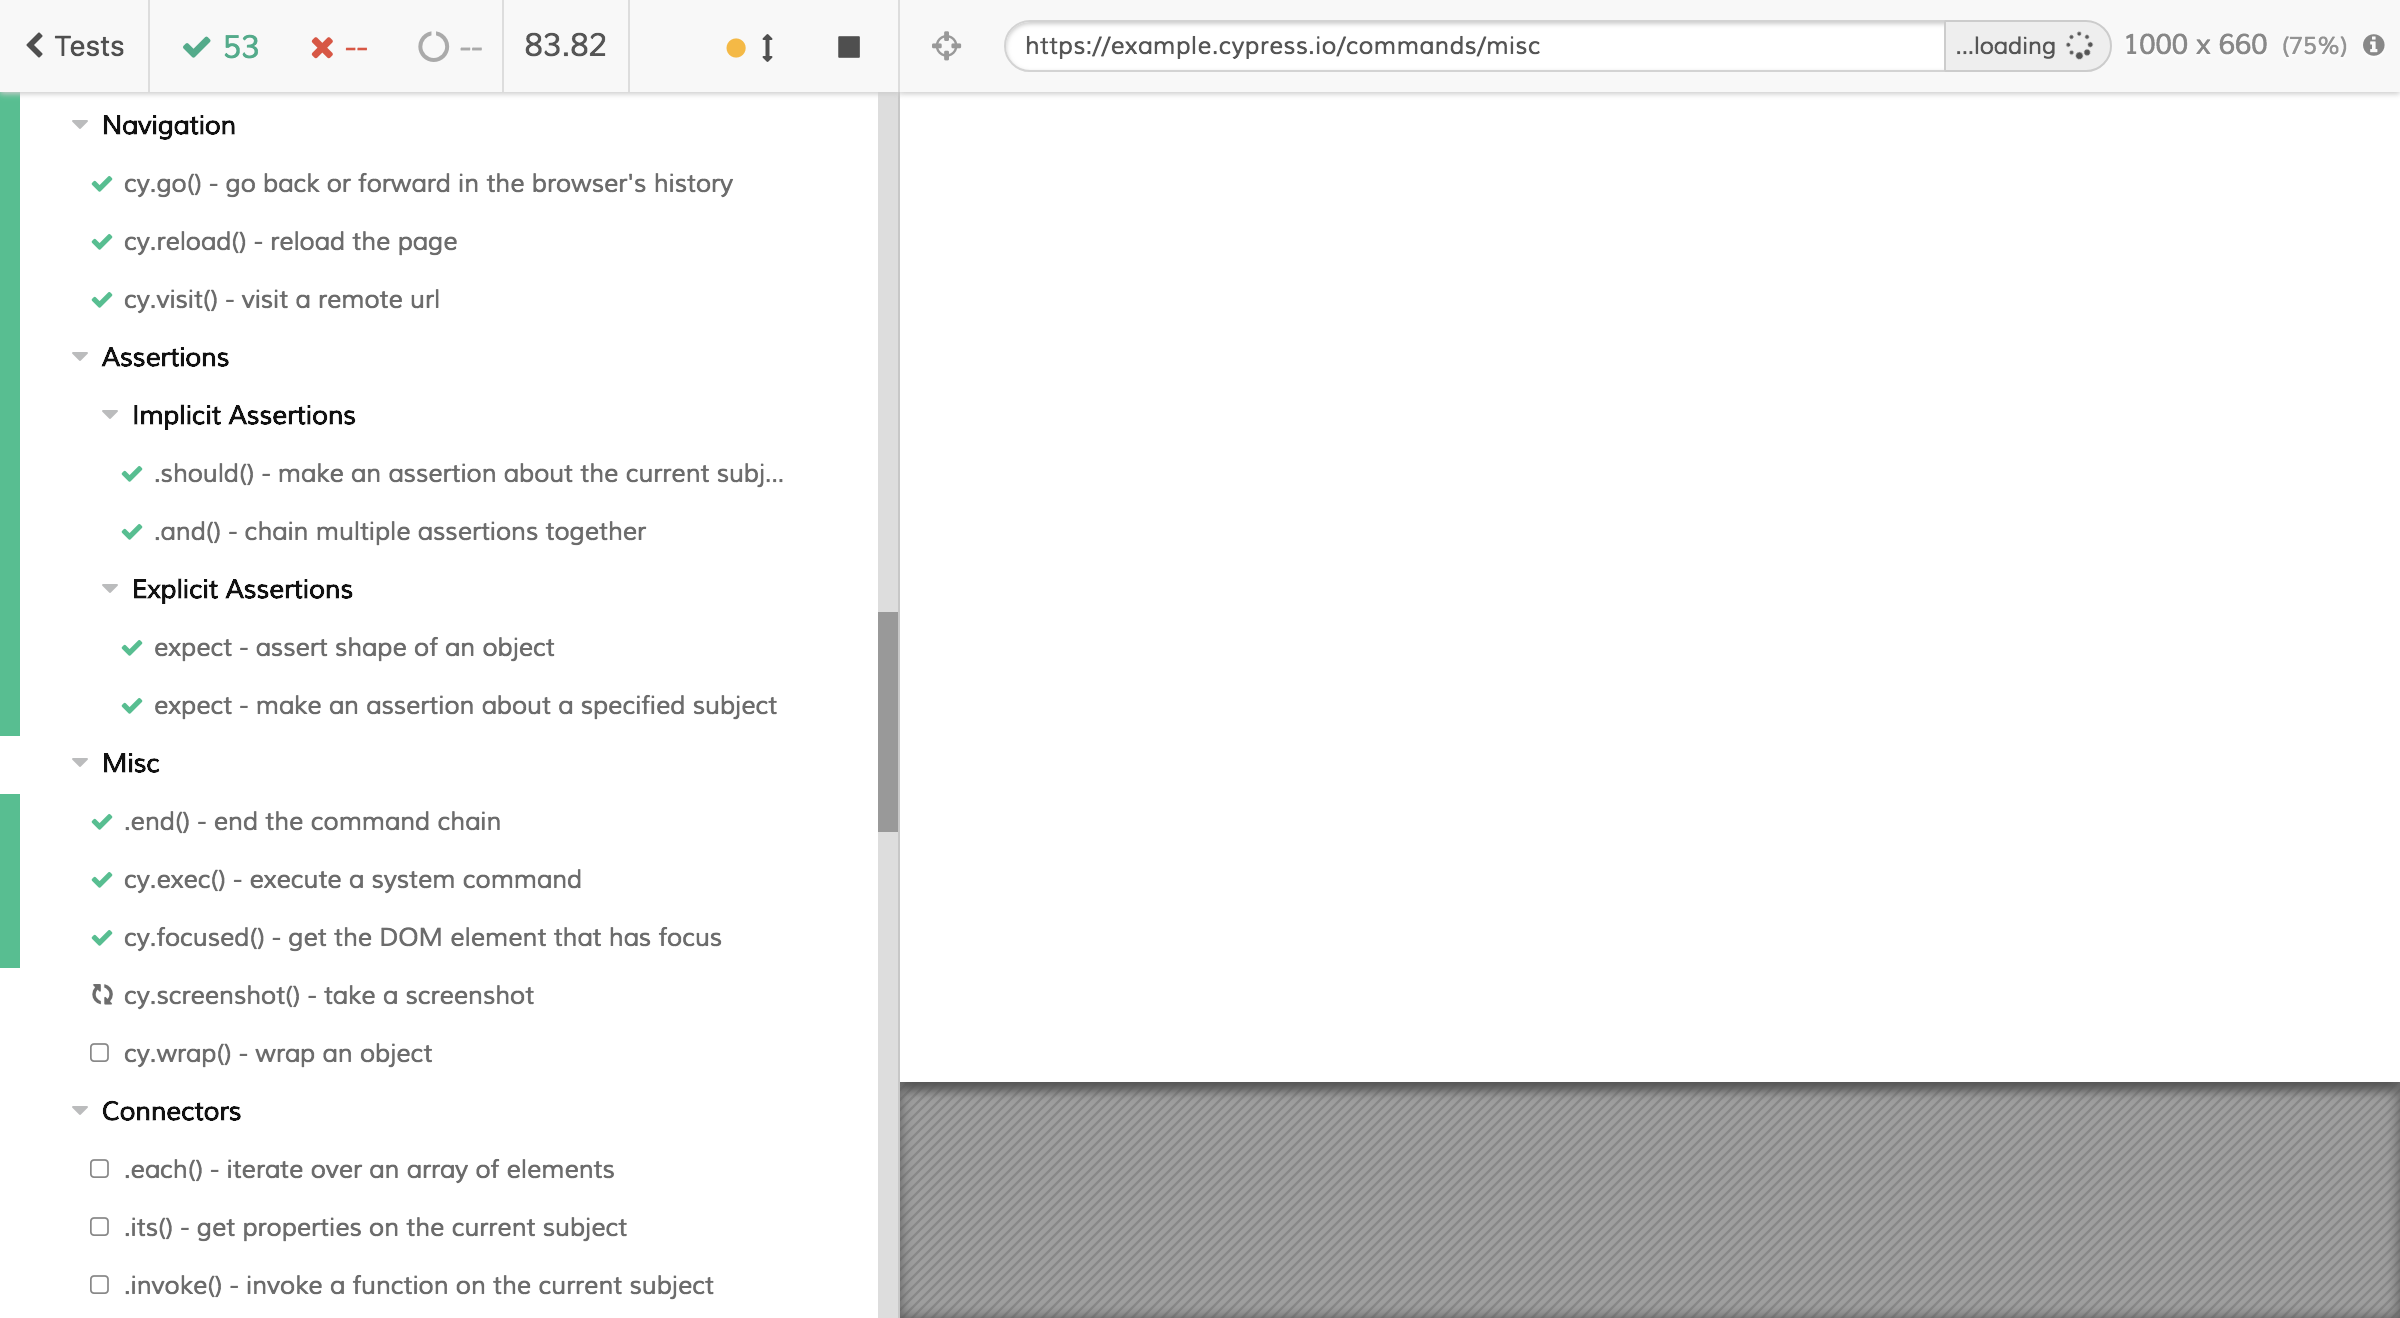 Tests 53 -- -- 83.82 https://example.cypress.io/commands/misc ...loading 1000 x 660 (75%)
Navigation
cy.go() - go back or forward in the browser's history
cy.reload() - reload the page
cy.visit() - visit a remote url
Assertions
Implicit Assertions
.should() - make an assertion about the current subj...
.and() - chain multiple assertions together
Explicit Assertions
expect - assert shape of an object
expect - make an assertion about a specified subject
Misc
.end() - end the command chain
cy.exec() - execute a system command
cy.focused() - get the DOM element that has focus
cy.screenshot() - take a screenshot
cy.wrap() - wrap an object
Connectors
.each() - iterate over an array of elements
.its() - get properties on the current subject
.invoke() - invoke a function on the current subject